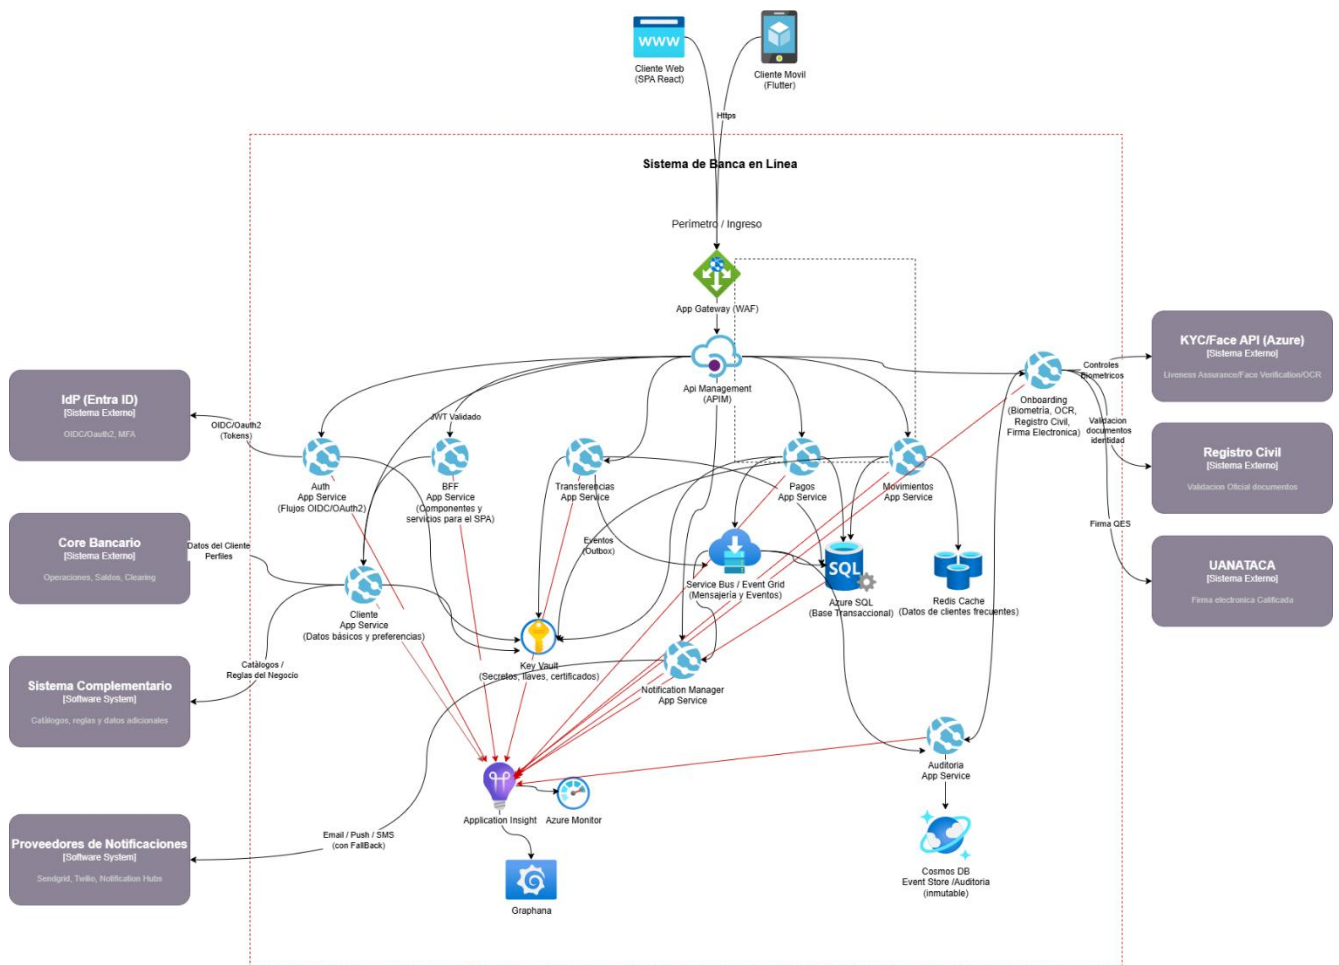 WWW
Cliente Web
(SPA React)
Cliente Movil
(Flutter)
Https
Sistema de Banca en Línea
Perímetro / Ingreso
App Gateway (WAF)
Api Management
(APIM)
IdP (Entra ID)
[Sistema Externo]
OIDC/Oauth2, MFA
OIDC/Oauth2
(Tokens)
JWT Validado
Auth
App Service
(Flujos OIDC/OAuth2)
BFF
App Service
(Componentes y
servicios para el SPA)
Transferencias
App Service
Pagos
App Service
Movimientos
App Service
Onboarding
(Biometría, OCR,
Registro Civil,
Firma Electronica)
Controles
Biometricos
KYC/Face API (Azure)
[Sistema Externo]
Liveness Assurance/Face Verification/OCR
Validacion
documentos
identidad
Registro Civil
[Sistema Externo]
Validacion Oficial documentos
Firma QES
UANATACA
[Sistema Externo]
Firma electronica Calificada
Core Bancario
[Sistema Externo]
Operaciones, Saldos, Clearing
Datos del Cliente
Perfiles
Eventos
(Outbox)
Service Bus / Event Grid
(Mensajería y Eventos)
SQL
Azure SQL
(Base Transaccional)
Redis Cache
(Datos de clientes frecuentes)
Cliente
App Service
(Datos básicos y preferencias)
Key Vault
(Secretos, llaves, certificados)
Notification Manager
App Service
Sistema Complementario
[Software System]
Catálogos, reglas y datos adicionales
Catálogos /
Reglas del Negocio
Auditoria
App Service
Application Insight
Azure Monitor
Proveedores de Notificaciones
[Software System]
Sendgrid, Twilio, Notification Hubs
Email / Push / SMS
(con FallBack)
Graphana
Cosmos DB
Event Store /Auditoria
(inmutable)